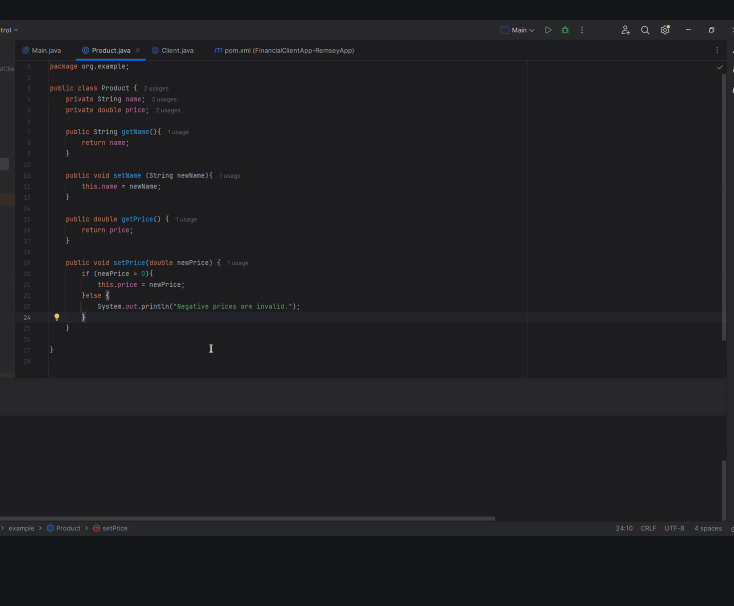 trol
Main
Main.java
Product.java
Client.java
m pom.xml (FinancialClientApp-RemseyApp)
alClie
1 package org.example;
2
3 public class Product { 2 usages
4 private String name; 2 usages
5 private double price; 2 usages
6
7 public String getName(){ 1 usage
8 return name;
9 }
10
11 public void setName (String newName){ 1 usage
12 this.name = newName;
13 }
14
15 public double getPrice() { 1 usage
16 return price;
17 }
18
19 public void setPrice(double newPrice) { 1 usage
20 if (newPrice > 0){
21 this.price = newPrice;
22 }else {
23 System.out.println("Negative prices are invalid.");
24 }
25 }
26
27 }
28
example > Product > setPrice
24:10 CRLF UTF-8 4 spaces